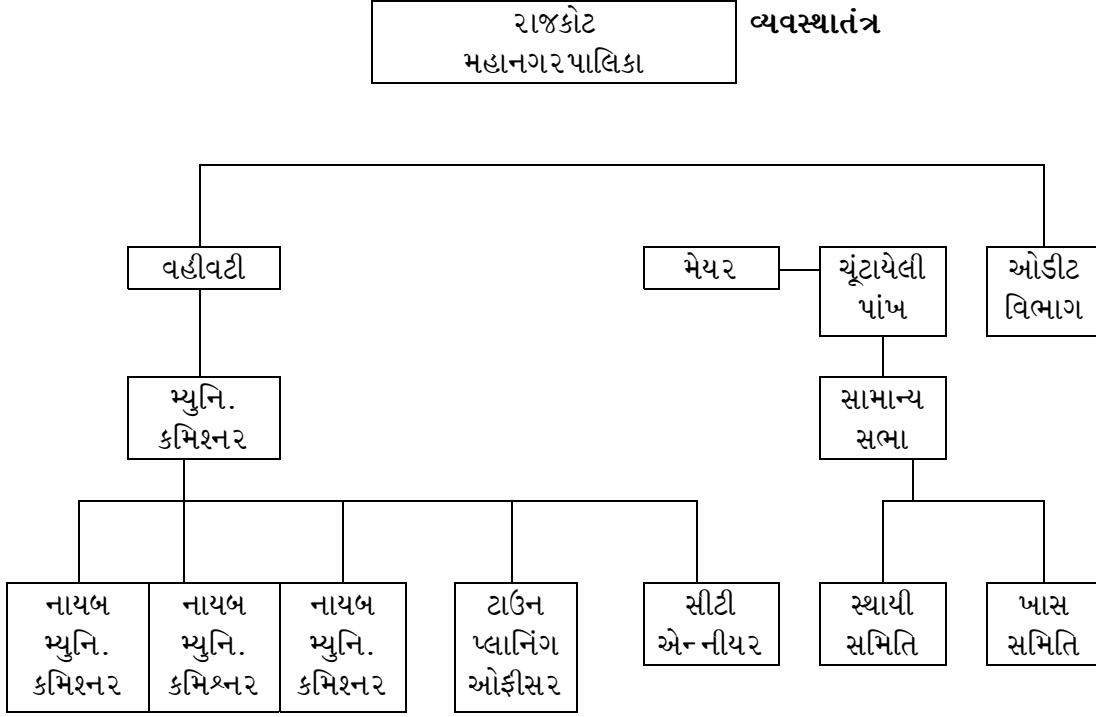 રાજકોટ
મહાનગરપાલિકા
વ્યવસ્થાતંત્ર
વહીવટી
મેયર
ચૂંટાયેલી
પાંખ
ઓડીટ
વિભાગ
મ્યુનિ.
કમિશ્નર
સામાન્ય
સભા
નાયબ
મ્યુનિ.
કમિશ્નર
નાયબ
મ્યુનિ.
કમિશ્નર
નાયબ
મ્યુનિ.
કમિશ્નર
ટાઉન
પ્લાનિંગ
ઓફીસર
સીટી
એન્નીયર
સ્થાયી
સમિતિ
ખાસ
સમિતિ